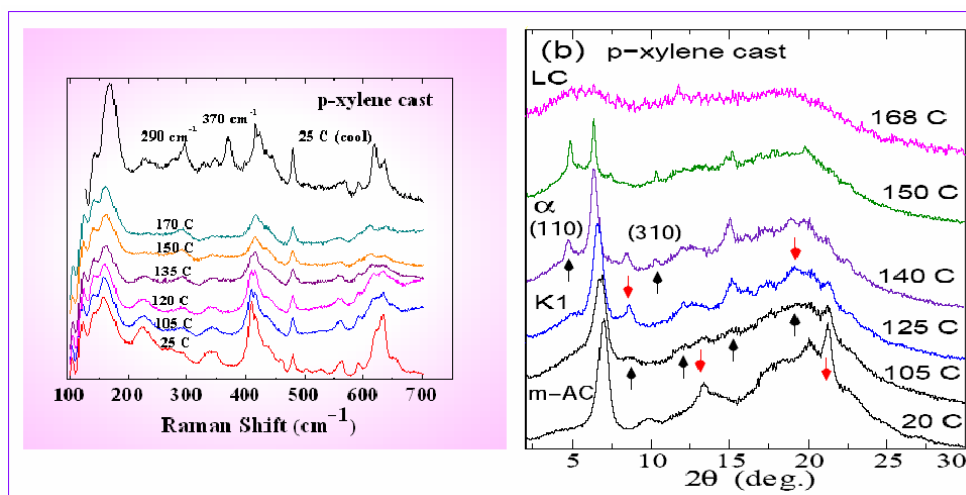 p-xylene cast
290 cm-1
370 cm-1
25 C (cool)
170 C
150 C
135 C
120 C
105 C
25 C
100 200 300 400 500 600 700
Raman Shift (cm-1)
(b) p-xylene cast
LC
168 C
150 C
α
(110)
(310)
140 C
K1
125 C
105 C
m-AC
20 C
5 10 15 20 25 30
2θ (deg.)